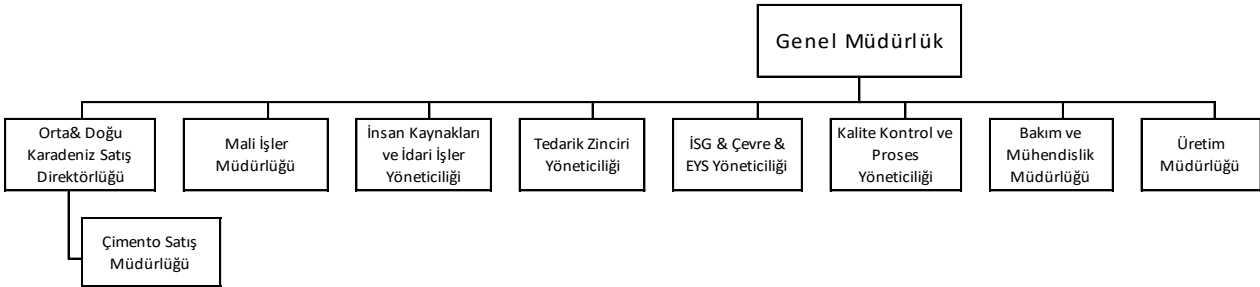 Genel Müdürlük
Orta& Doğu
Karadeniz Satış
Direktörlüğü
Mali İşler
Müdürlüğü
İnsan Kaynakları
ve İdari İşler
Yöneticiliği
Tedarik Zinciri
Yöneticiliği
İSG & Çevre &
EYS Yöneticiliği
Kalite Kontrol ve
Proses
Yöneticiliği
Bakım ve
Mühendislik
Müdürlüğü
Üretim
Müdürlüğü
Çimento Satış
Müdürlüğü